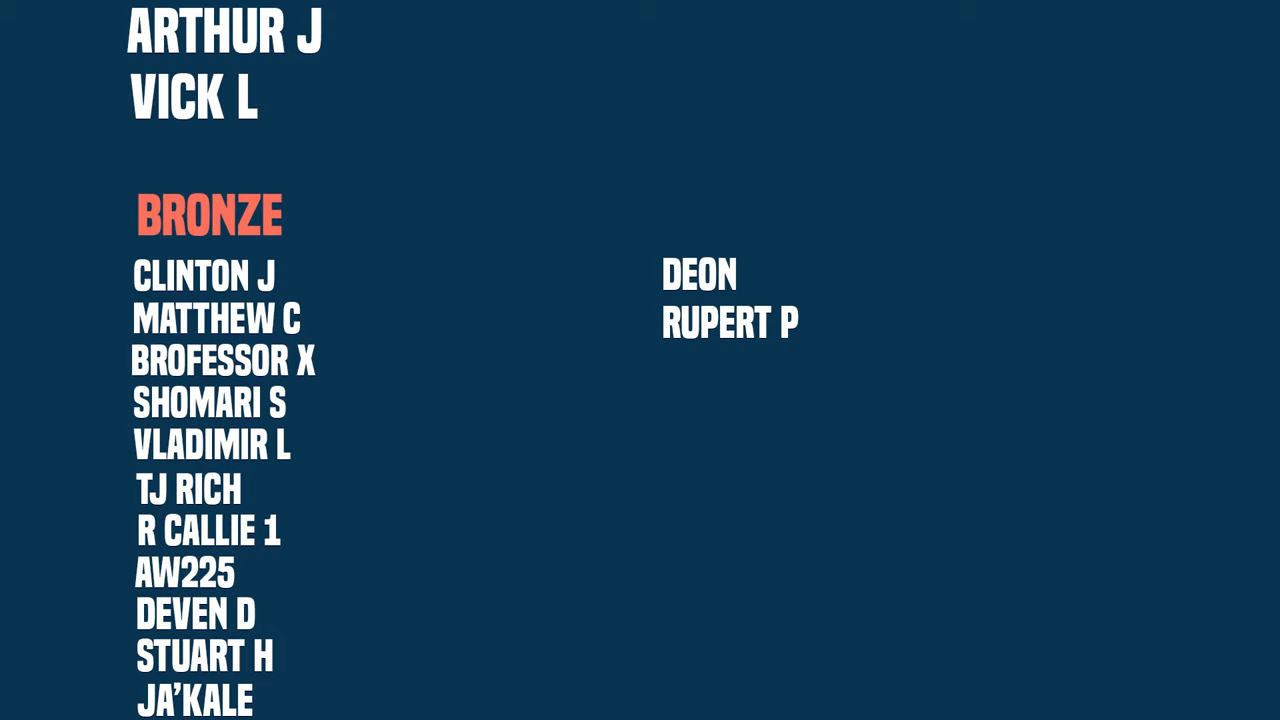 ARTHUR J
VICK L
BRONZE
CLINTON J
MATTHEW C
BROFESSOR X
SHOMARI S
VLADIMIR L
TJ RICH
R CALLIE 1
AW225
DEVEN D
STUART H
JA'KALE
DEON
RUPERT P